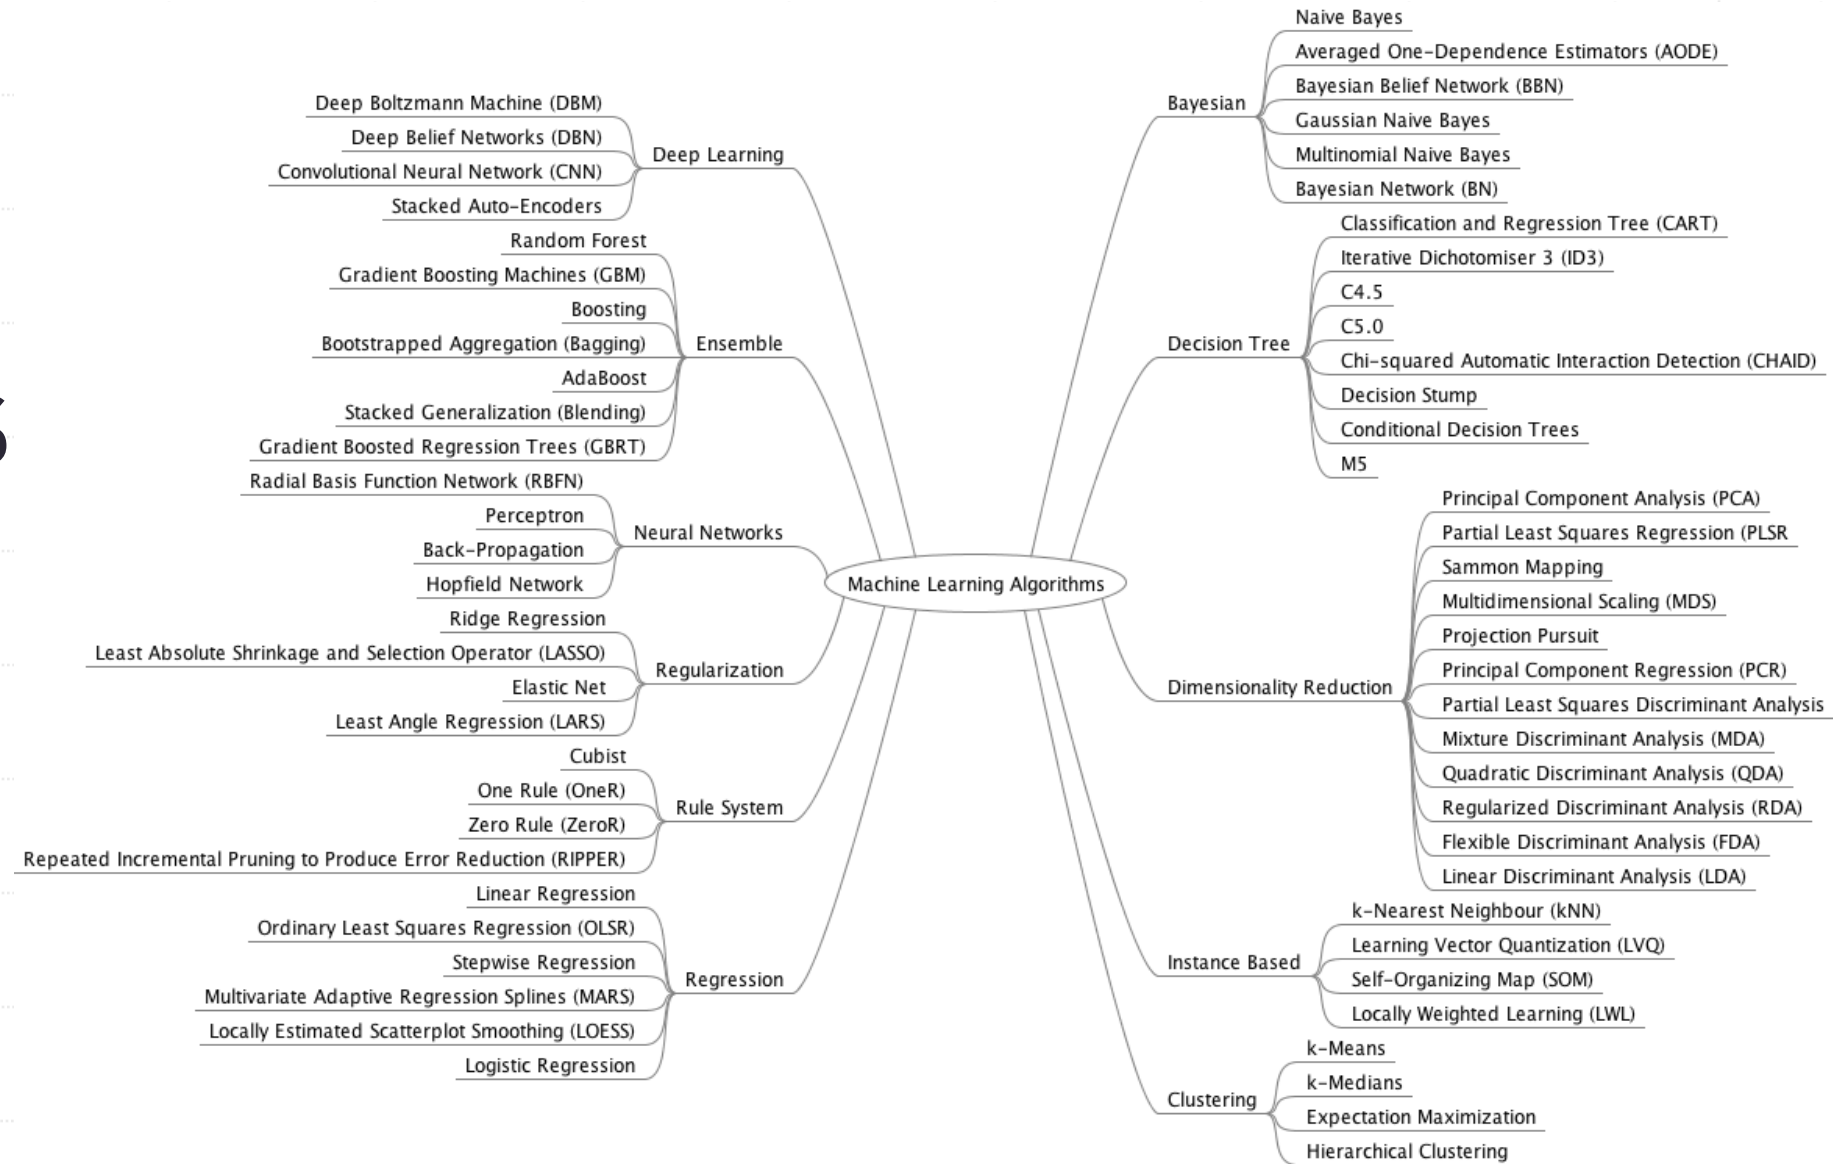 Machine Learning Algorithms
Deep Learning
Deep Boltzmann Machine (DBM)
Deep Belief Networks (DBN)
Convolutional Neural Network (CNN)
Stacked Auto-Encoders
Ensemble
Random Forest
Gradient Boosting Machines (GBM)
Boosting
Bootstrapped Aggregation (Bagging)
AdaBoost
Stacked Generalization (Blending)
Gradient Boosted Regression Trees (GBRT)
Neural Networks
Radial Basis Function Network (RBFN)
Perceptron
Back-Propagation
Hopfield Network
Regularization
Ridge Regression
Least Absolute Shrinkage and Selection Operator (LASSO)
Elastic Net
Least Angle Regression (LARS)
Rule System
Cubist
One Rule (OneR)
Zero Rule (ZeroR)
Repeated Incremental Pruning to Produce Error Reduction (RIPPER)
Regression
Linear Regression
Ordinary Least Squares Regression (OLSR)
Stepwise Regression
Multivariate Adaptive Regression Splines (MARS)
Locally Estimated Scatterplot Smoothing (LOESS)
Logistic Regression
Bayesian
Naive Bayes
Averaged One-Dependence Estimators (AODE)
Bayesian Belief Network (BBN)
Gaussian Naive Bayes
Multinomial Naive Bayes
Bayesian Network (BN)
Decision Tree
Classification and Regression Tree (CART)
Iterative Dichotomiser 3 (ID3)
C4.5
C5.0
Chi-squared Automatic Interaction Detection (CHAID)
Decision Stump
Conditional Decision Trees
M5
Dimensionality Reduction
Principal Component Analysis (PCA)
Partial Least Squares Regression (PLSR
Sammon Mapping
Multidimensional Scaling (MDS)
Projection Pursuit
Principal Component Regression (PCR)
Partial Least Squares Discriminant Analysis
Mixture Discriminant Analysis (MDA)
Quadratic Discriminant Analysis (QDA)
Regularized Discriminant Analysis (RDA)
Flexible Discriminant Analysis (FDA)
Linear Discriminant Analysis (LDA)
Instance Based
k-Nearest Neighbour (kNN)
Learning Vector Quantization (LVQ)
Self-Organizing Map (SOM)
Locally Weighted Learning (LWL)
Clustering
k-Means
k-Medians
Expectation Maximization
Hierarchical Clustering